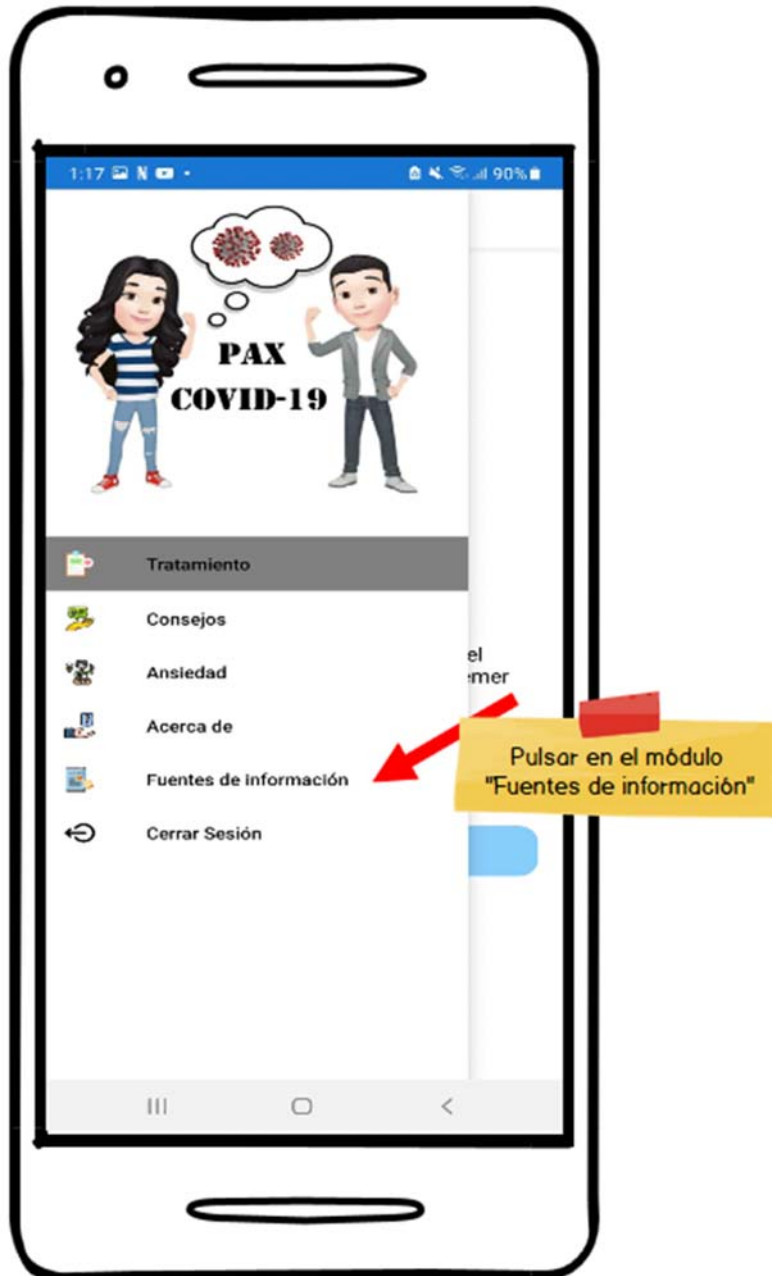 1:17 N 90%
PAX
COVID-19
Tratamiento
Consejos
el
Ansiedad
emer
Acerca de
Pulsar en el módulo
"Fuentes de información"
Fuentes de información
Cerrar Sesión